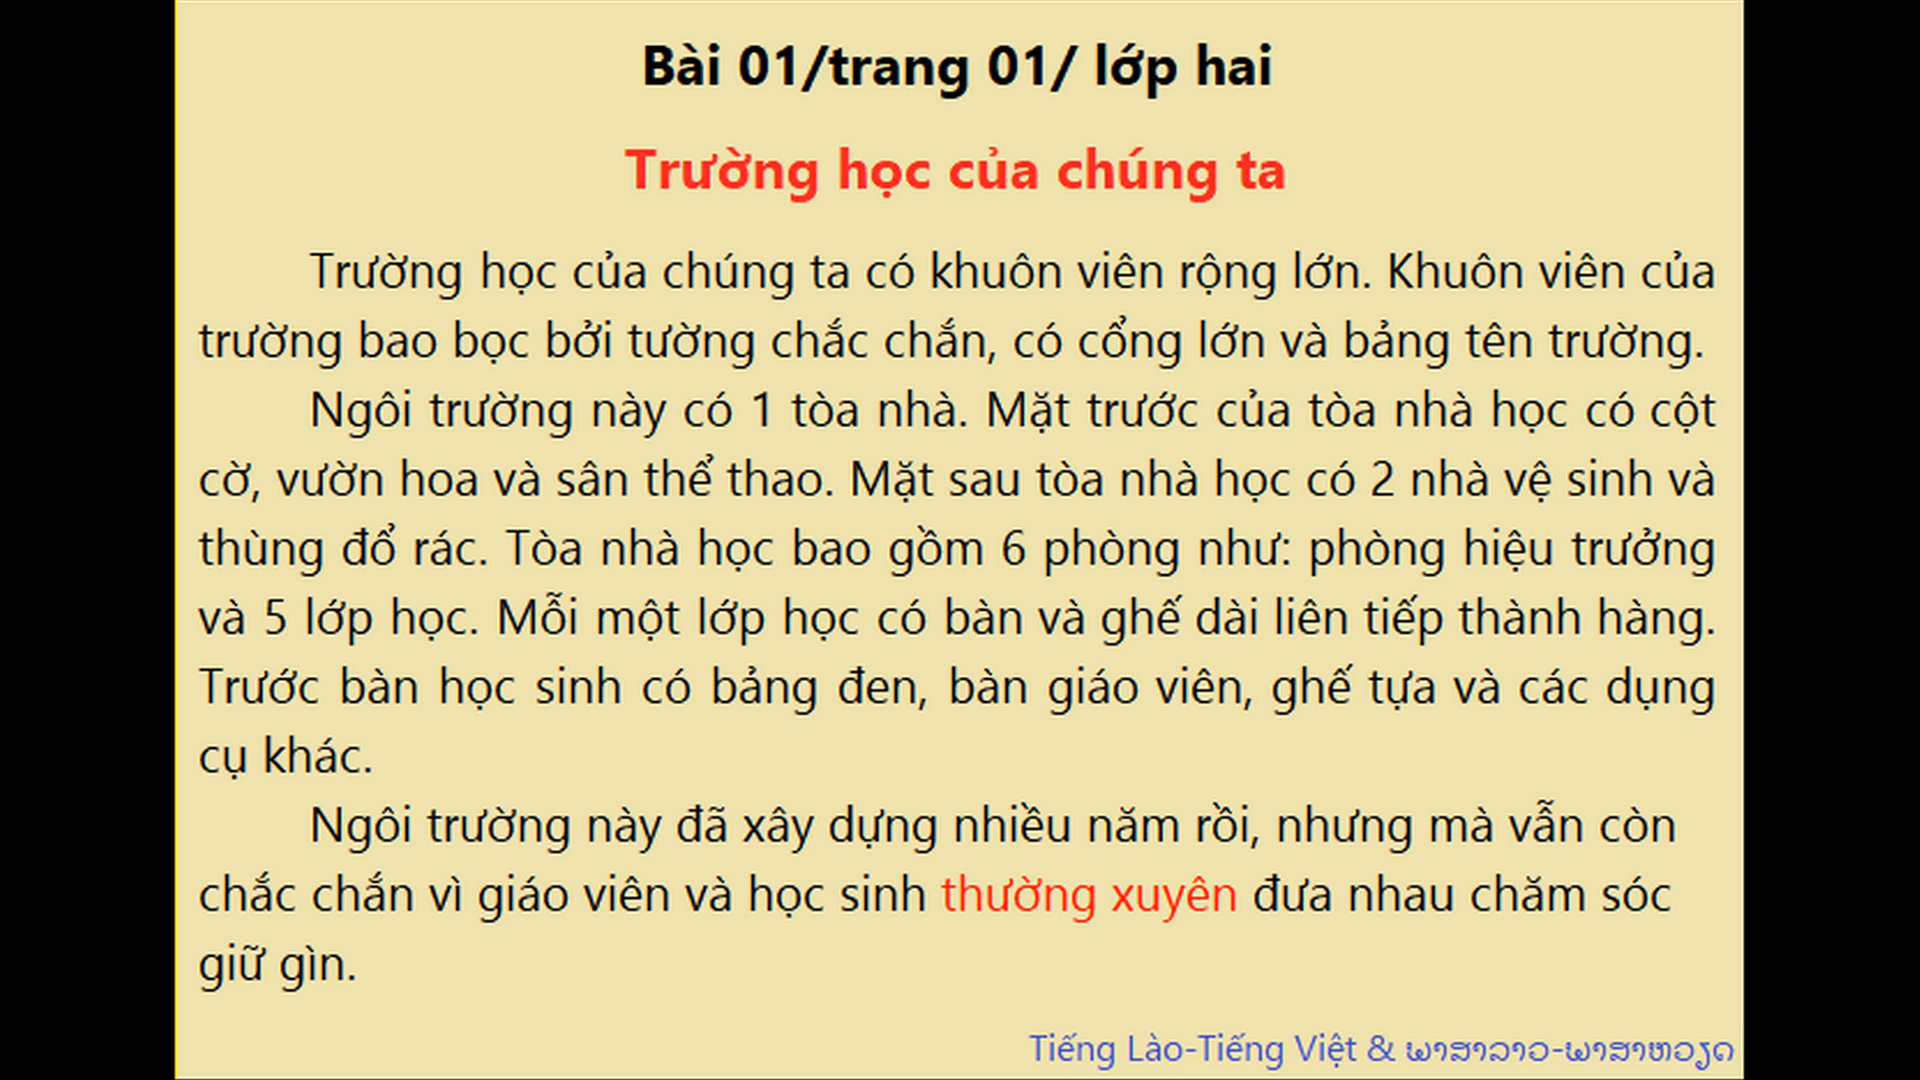 Bài 01/trang 01/ lớp hai
Trường học của chúng ta
Trường học của chúng ta có khuôn viên rộng lớn. Khuôn viên của
trường bao bọc bởi tường chắc chắn, có cổng lớn và bảng tên trường.
Ngôi trường này có 1 tòa nhà. Mặt trước của tòa nhà học có cột
cờ, vườn hoa và sân thể thao. Mặt sau tòa nhà học có 2 nhà vệ sinh và
thùng đổ rác. Tòa nhà học bao gồm 6 phòng như: phòng hiệu trưởng
và 5 lớp học. Mỗi một lớp học có bàn và ghế dài liên tiếp thành hàng.
Trước bàn học sinh có bảng đen, bàn giáo viên, ghế tựa và các dụng
cụ khác.
Ngôi trường này đã xây dựng nhiều năm rồi, nhưng mà vẫn còn
chắc chắn vì giáo viên và học sinh thường xuyên đưa nhau chăm sóc
giữ gìn.
Tiếng Lào-Tiếng Việt & ພາສາລາວ-ພາສາຫວຽດ